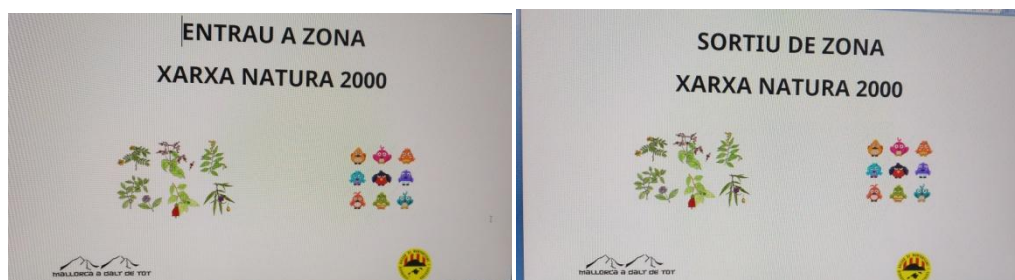 ENTRAU A ZONA
XARXA NATURA 2000
mallorca a dalt de tot
SORTIU DE ZONA
XARXA NATURA 2000
mallorca a dalt de tot